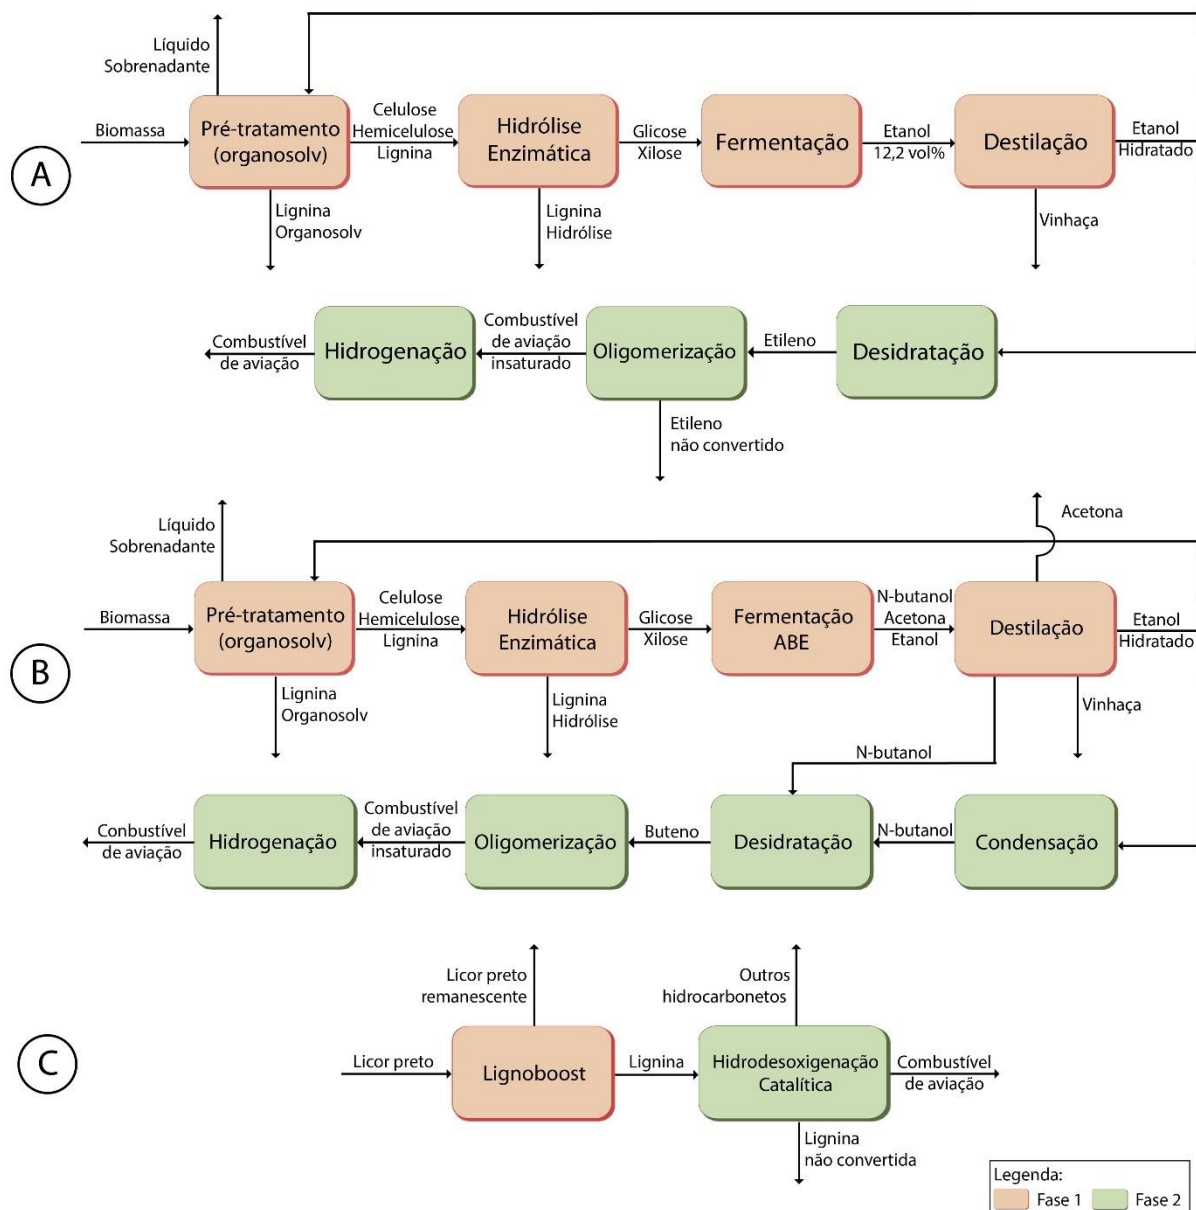 Líquido
Sobrenadante
Biomassa
Pré-tratamento
(organosolv)
Celulose
Hemicelulose
Lignina
Hidrólise
Enzimática
Glicose
Xilose
Fermentação
Etanol
12,2 vol%
Destilação
Etanol
Hidratado
A
Lignina
Organosolv
Lignina
Hidrólise
Vinhaça
Combustível
de aviação
Hidrogenação
Combustível
de aviação
insaturado
Oligomerização
Etileno
Desidratação
Etileno
não convertido
Líquido
Sobrenadante
Acetona
Biomassa
Pré-tratamento
(organosolv)
Celulose
Hemicelulose
Lignina
Hidrólise
Enzimática
Glicose
Xilose
Fermentação
ABE
N-butanol
Acetona
Etanol
Destilação
Etanol
Hidratado
B
Lignina
Organosolv
Lignina
Hidrólise
Vinhaça
N-butanol
Conbustível
de aviação
Hidrogenação
Combustível
de aviação
insaturado
Oligomerização
Buteno
Desidratação
N-butanol
Condensação
Licor preto
remanescente
Outros
hidrocarbonetos
C
Licor preto
Lignoboost
Lignina
Hidrodesoxigenação
Catalítica
Combustível
de aviação
Lignina
não convertida
Legenda:
Fase 1
Fase 2